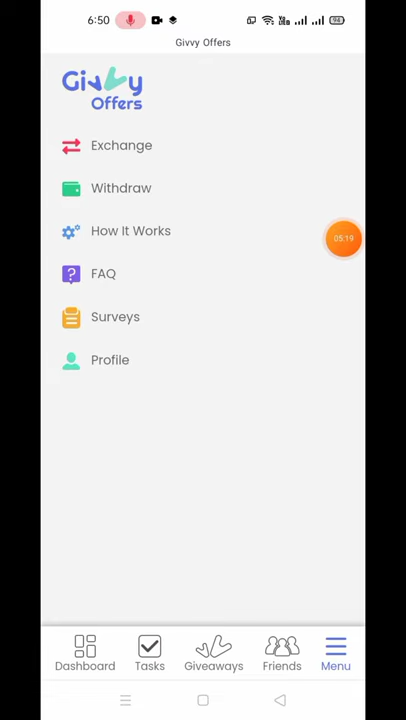 6:50
Givvy Offers
Givvy
Offers
Exchange
Withdraw
How It Works
05:19
FAQ
Surveys
Profile
Dashboard
Tasks
Giveaways
Friends
Menu